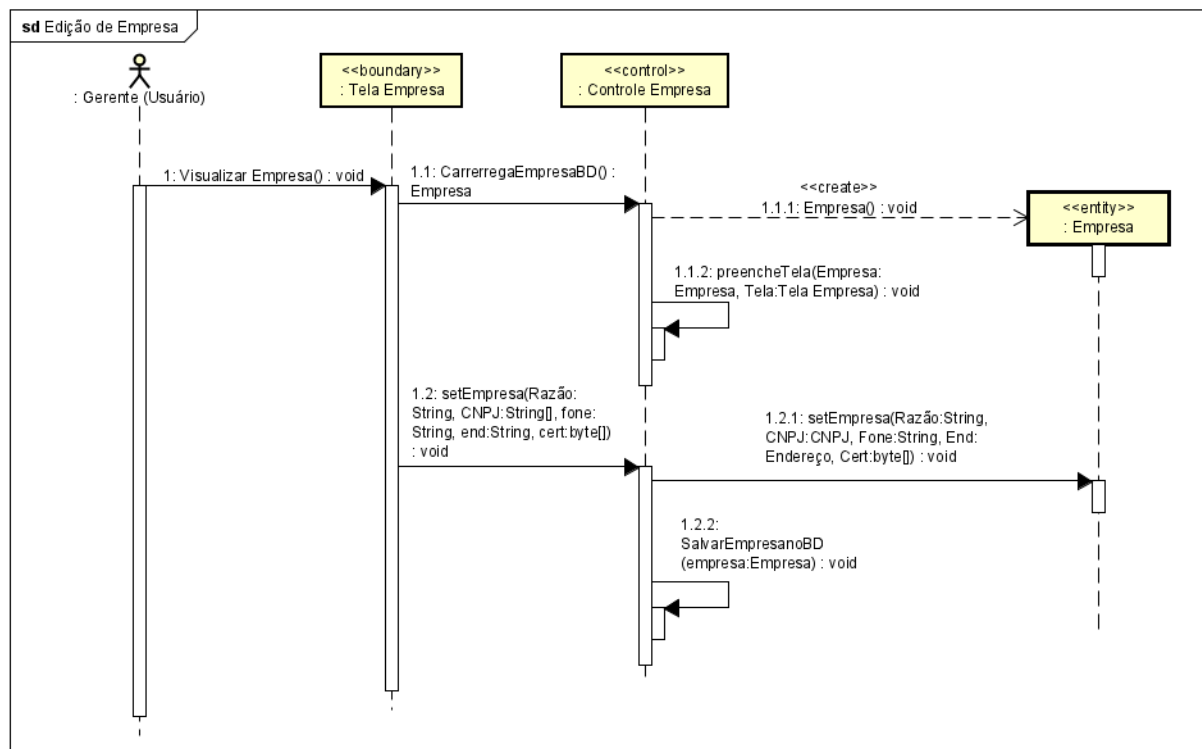 sd Edição de Empresa
: Gerente (Usuário)
<<boundary>>
: Tela Empresa
<<control>>
: Controle Empresa
1: Visualizar Empresa() : void
1.1: CarrerregaEmpresaBD() :
Empresa
<<create>>
1.1.1: Empresa() : void
<<entity>>
: Empresa
1.1.2: preencheTela(Empresa:
Empresa, Tela:Tela Empresa) : void
1.2: setEmpresa(Razão:
String, CNPJ:String[], fone:
String, end:String, cert:byte[])
: void
1.2.1: setEmpresa(Razão:String,
CNPJ:CNPJ, Fone:String, End:
Endereço, Cert:byte[]) : void
1.2.2:
SalvarEmpresanoBD
(empresa:Empresa) : void